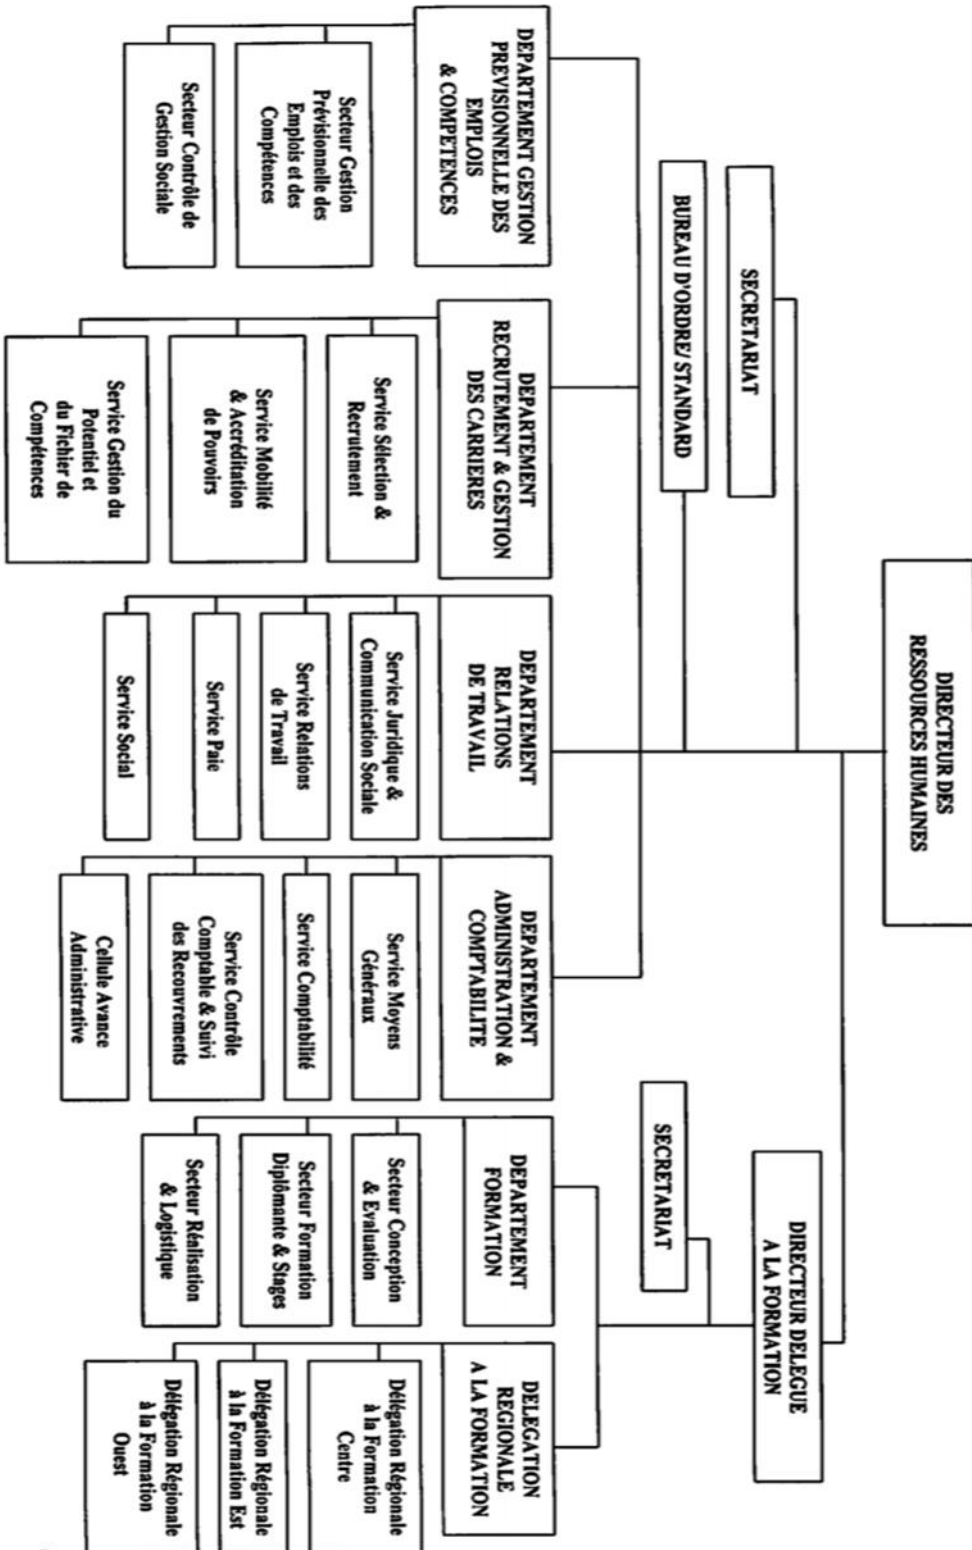 DIRECTEUR DES
RESSOURCES HUMAINES
SECRETARIAT
BUREAU D'ORDRE/ STANDARD
DIRECTEUR DELEGUE
A LA FORMATION
SECRETARIAT
DEPARTEMENT GESTION
PREVISIONNELLE DES
EMPLOIS
& COMPETENCES
Secteur Gestion
Prévisionnelle des
Emplois et des
Compétences
Secteur Contrôle de
Gestion Sociale
DEPARTEMENT
RECRUTEMENT & GESTION
DES CARRIERES
Service Sélection &
Recrutement
Service Mobilité
& Accréditation
de Pouvoirs
Service Gestion du
Potentiel et
du Fichier de
Compétences
DEPARTEMENT
RELATIONS
DE TRAVAIL
Service Juridique &
Communication Sociale
Service Relations
de Travail
Service Paie
Service Social
DEPARTEMENT
ADMINISTRATION &
COMPTABILITE
Service Moyens
Généraux
Service Comptabilité
Service Contrôle
Comptable & Suivi
des Recouvrements
Cellule Avance
Administrative
DEPARTEMENT
FORMATION
Secteur Conception
& Evaluation
Secteur Formation
Diplômante & Stages
Secteur Réalisation
& Logistique
DELEGATION
REGIONALE
A LA FORMATION
Délégation Régionale
à la Formation
Centre
Délégation Régionale
à la Formation Est
Délégation Régionale
à la Formation
Ouest